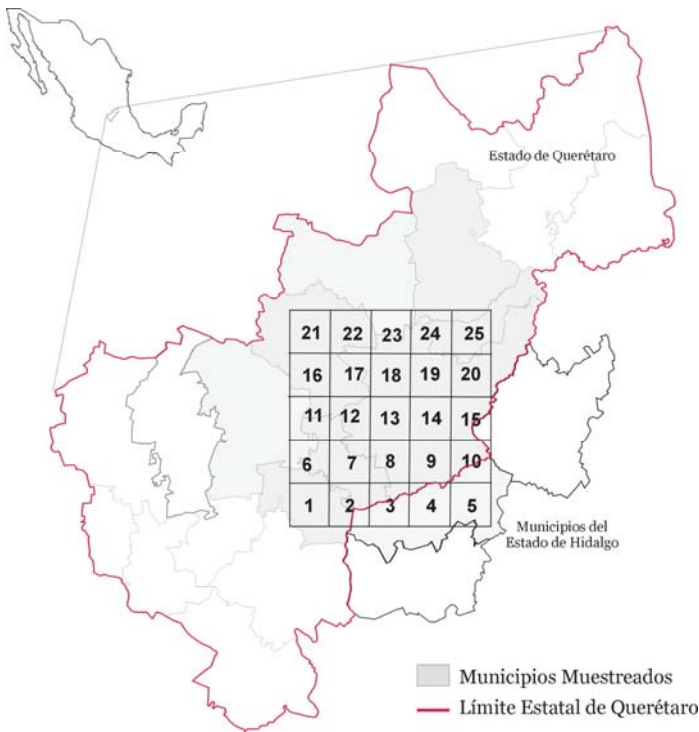 Estado de Querétaro
21 22 23 24 25
16 17 18 19 20
11 12 13 14 15
6 7 8 9 10
1 2 3 4 5
Municipios del
Estado de Hidalgo
Municipios Muestreados
Límite Estatal de Querétaro